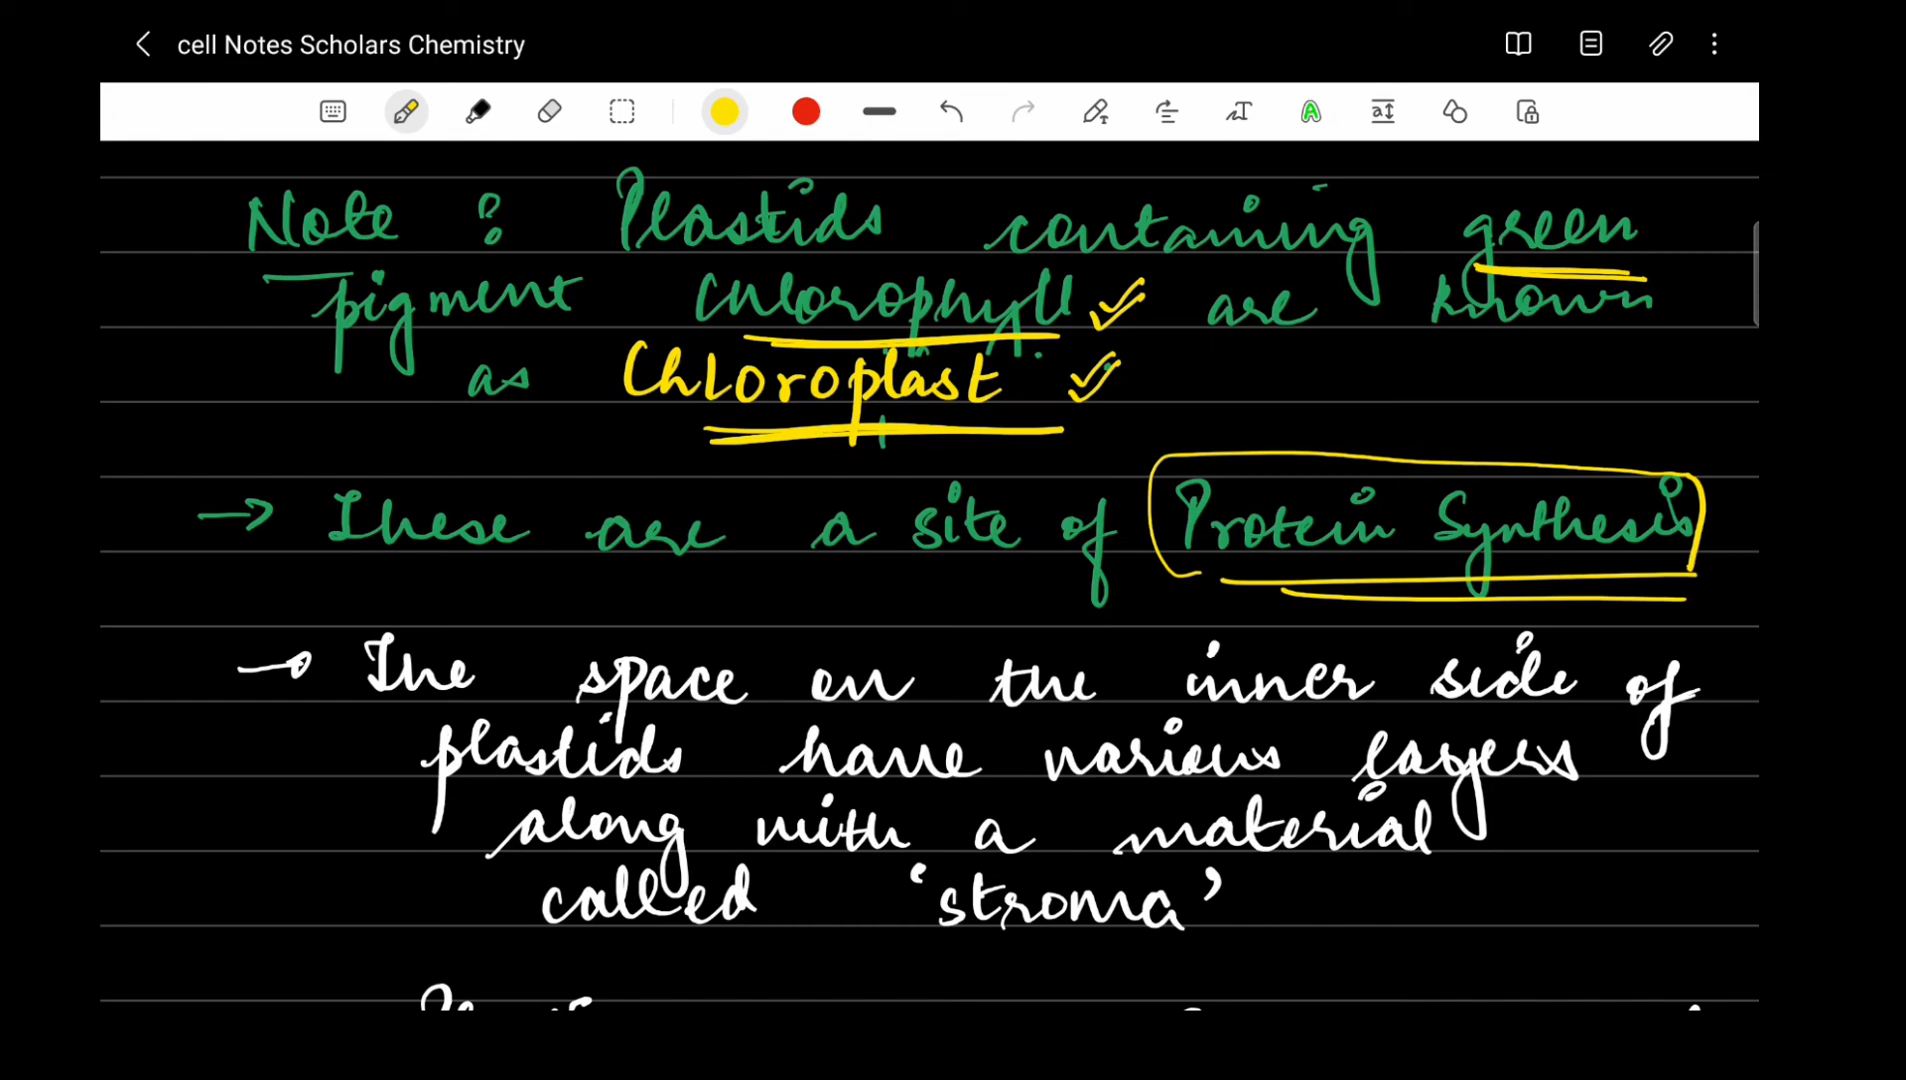 cell Notes Scholars Chemistry
Note : Plastids containing green
pigment Chlorophyll are known
as Chloroplast
→ These are a site of Protein Synthesis
→ The space on the inner side of
plastids have various layers
along with a material
called 'stroma'